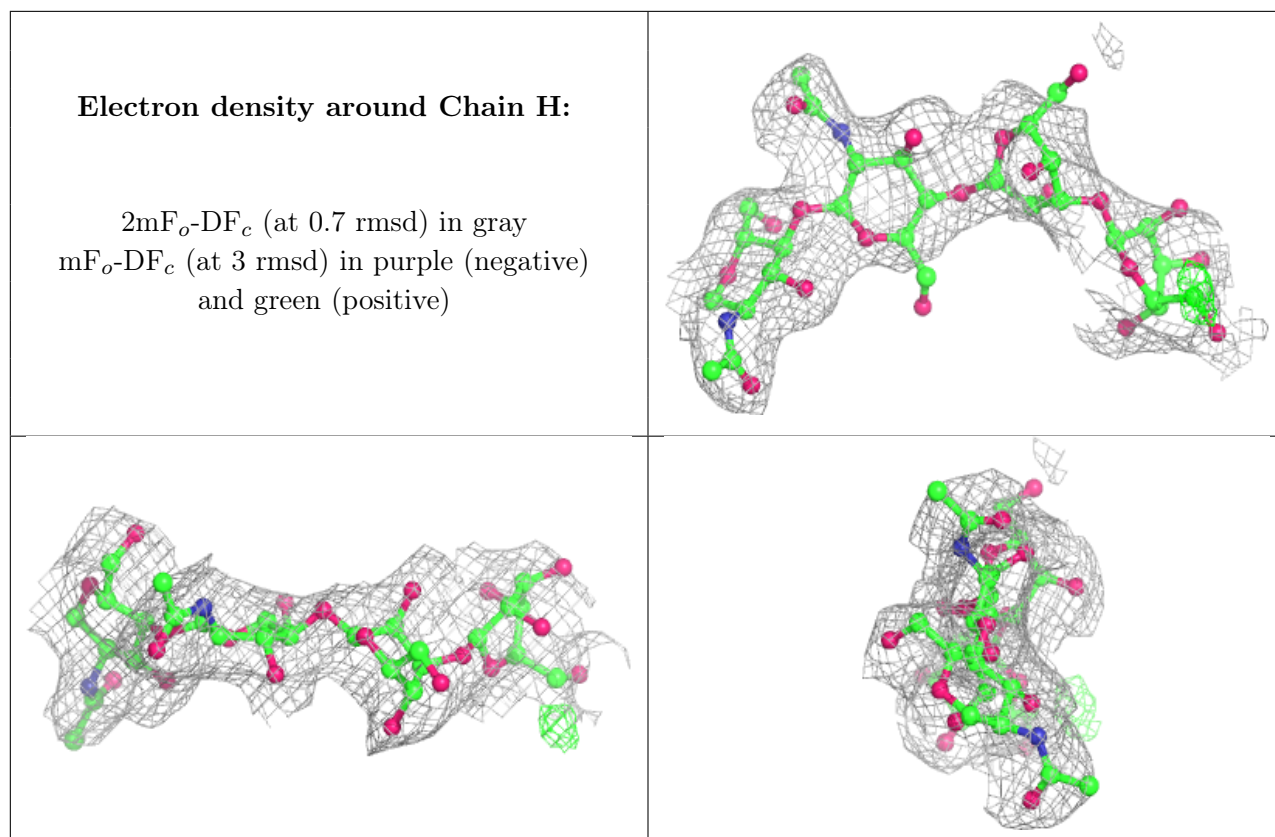 Electron density around Chain H:
2mFₒ-DF𝒸 (at 0.7 rmsd) in gray
mFₒ-DF𝒸 (at 3 rmsd) in purple (negative)
and green (positive)